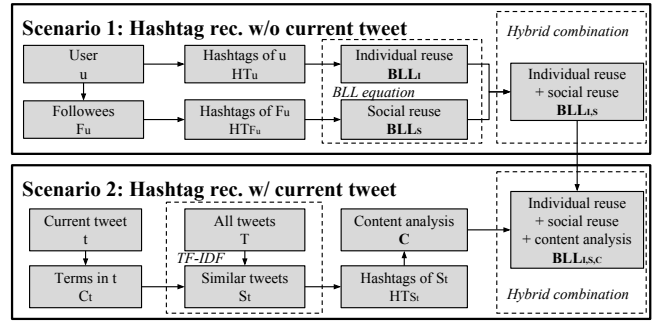 Scenario 1: Hashtag rec. w/o current tweet
Hybrid combination
User
u
Hashtags of u
HTu
Individual reuse
BLLI
BLL equation
Followees
Fu
Hashtags of Fu
HTFu
Social reuse
BLLS
Individual reuse
+ social reuse
BLLI,S
Scenario 2: Hashtag rec. w/ current tweet
Current tweet
t
All tweets
T
Content analysis
C
TF-IDF
Terms in t
Ct
Similar tweets
St
Hashtags of St
HTSt
Individual reuse
+ social reuse
+ content analysis
BLLI,S,C
Hybrid combination